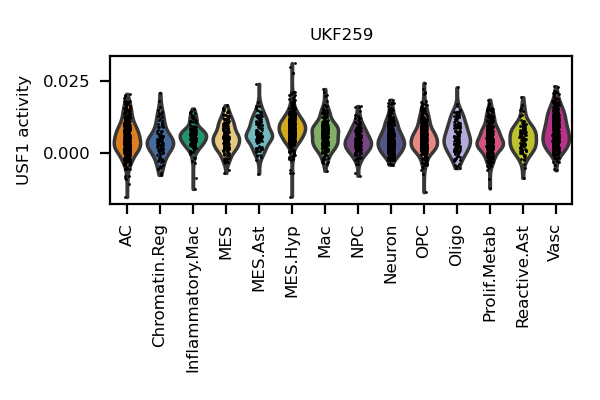 UKF259
USF1 activity
0.025
0.000
AC
Chromatin.Reg
Inflammatory.Mac
MES
MES.Ast
MES.Hyp
Mac
NPC
Neuron
OPC
Oligo
Prolif.Metab
Reactive.Ast
Vasc